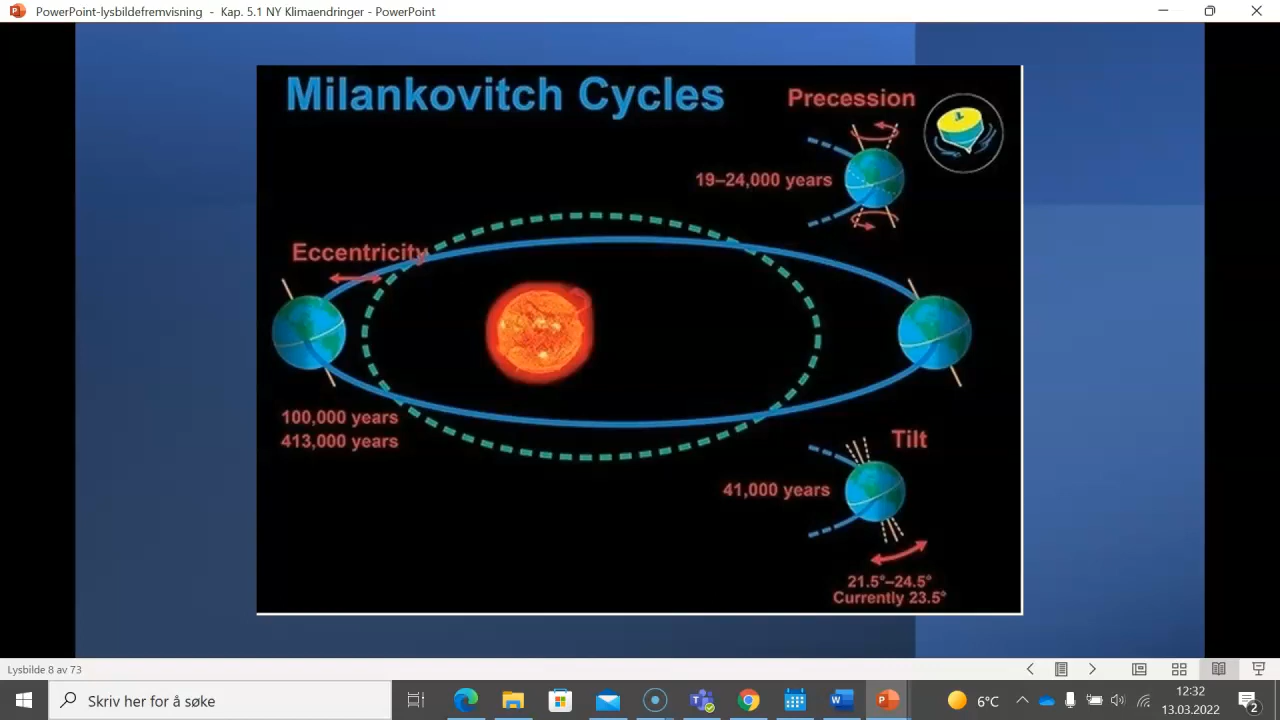 PowerPoint-lysbildefremvisning - Kap. 5.1 NY Klimaendringer - PowerPoint
Milankovitch Cycles
Precession
19–24,000 years
Eccentricity
100,000 years
413,000 years
Tilt
41,000 years
21.5°–24.5°
Currently 23.5°
Lysbilde 8 av 73
Skriv her for å søke
6°C
12:32
13.03.2022
2